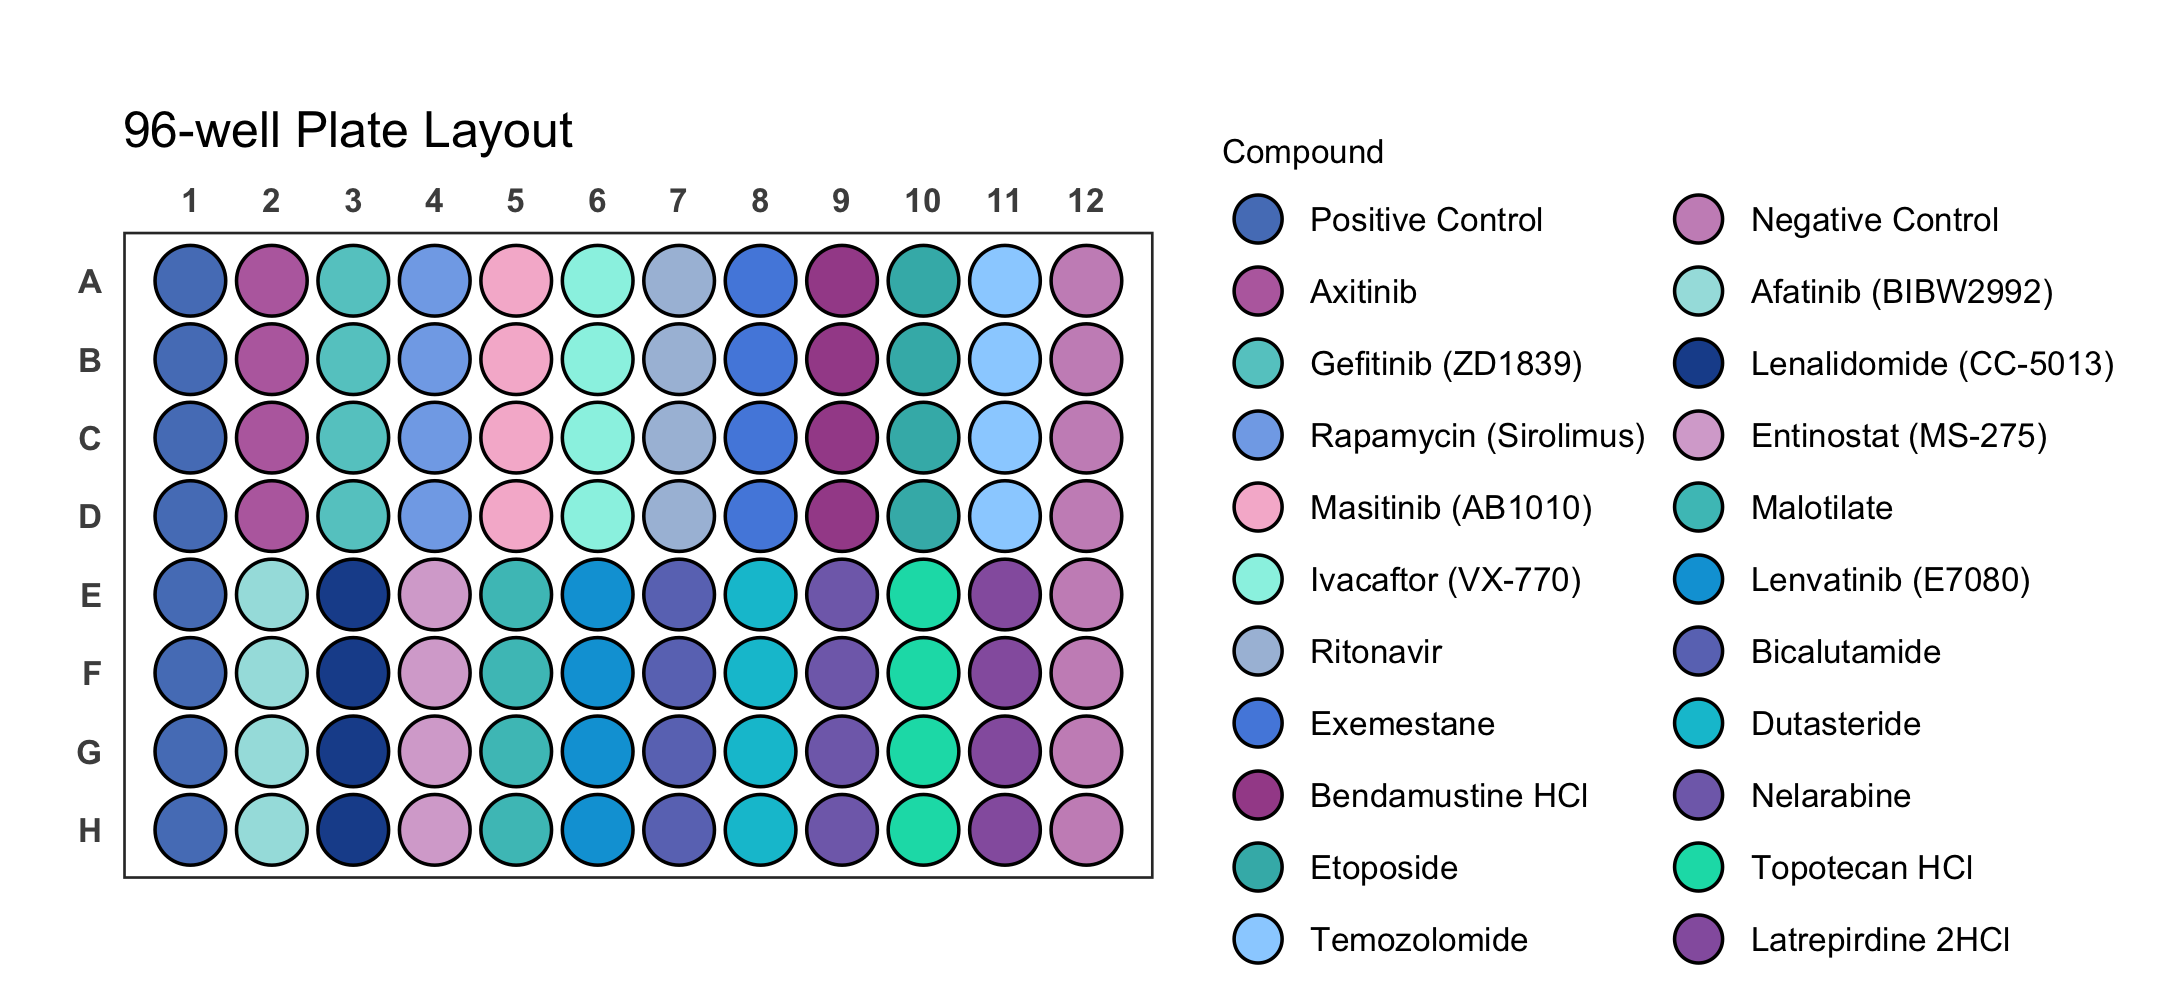 96-well Plate Layout
1 2 3 4 5 6 7 8 9 10 11 12
A
B
C
D
E
F
G
H
Compound
Positive Control
Axitinib
Gefitinib (ZD1839)
Rapamycin (Sirolimus)
Masitinib (AB1010)
Ivacaftor (VX-770)
Ritonavir
Exemestane
Bendamustine HCl
Etoposide
Temozolomide
Negative Control
Afatinib (BIBW2992)
Lenalidomide (CC-5013)
Entinostat (MS-275)
Malotilate
Lenvatinib (E7080)
Bicalutamide
Dutasteride
Nelarabine
Topotecan HCl
Latrepirdine 2HCl